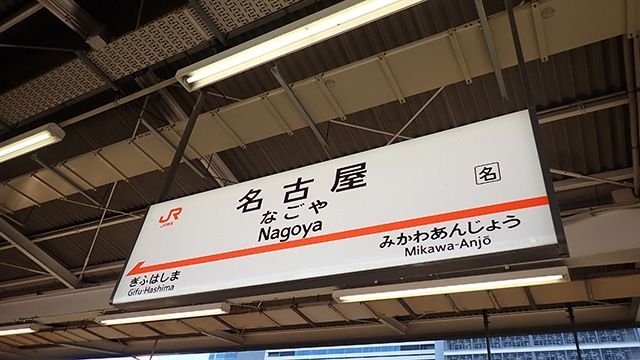 JR
JR東海
名古屋
名
なごや
Nagoya
ぎふはしま
Gifu-Hashima
みかわあんじょう
Mikawa-Anjō